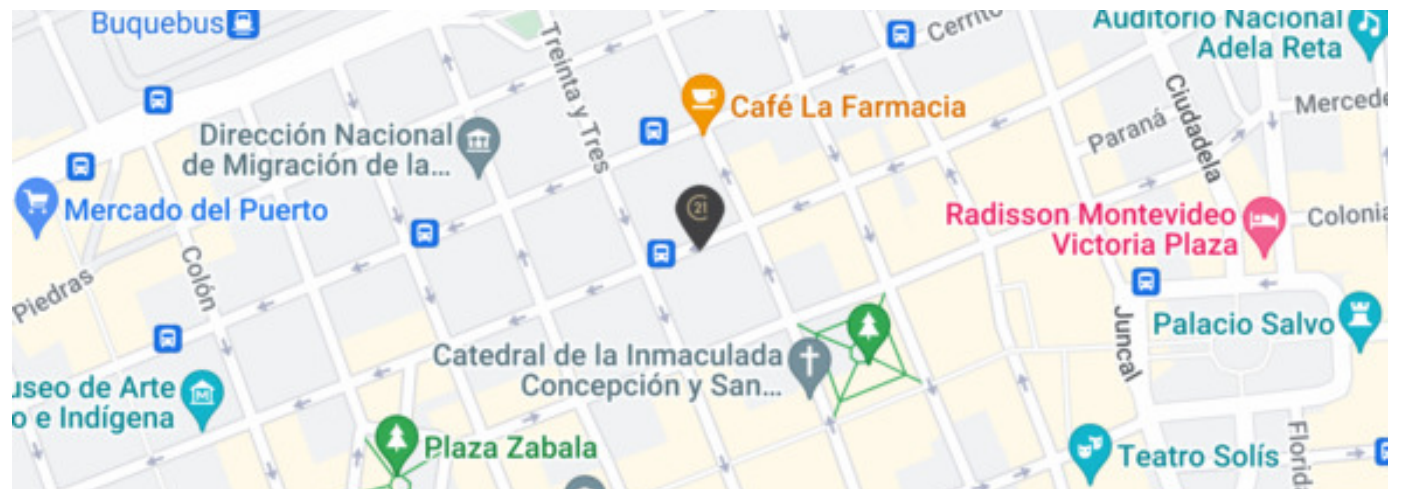 Buquebus
Treinta y Tres
Cerrito
Auditorio Nacional
Adela Reta
Café La Farmacia
Ciudadela
Paraná
Mercede
Dirección Nacional
de Migración de la...
Mercado del Puerto
21
Radisson Montevideo
Victoria Plaza
Colonia
Colón
Piedras
Juncal
Palacio Salvo
Catedral de la Inmaculada
Concepción y San...
useo de Arte
o e Indígena
M
Plaza Zabala
Teatro Solís
Florid